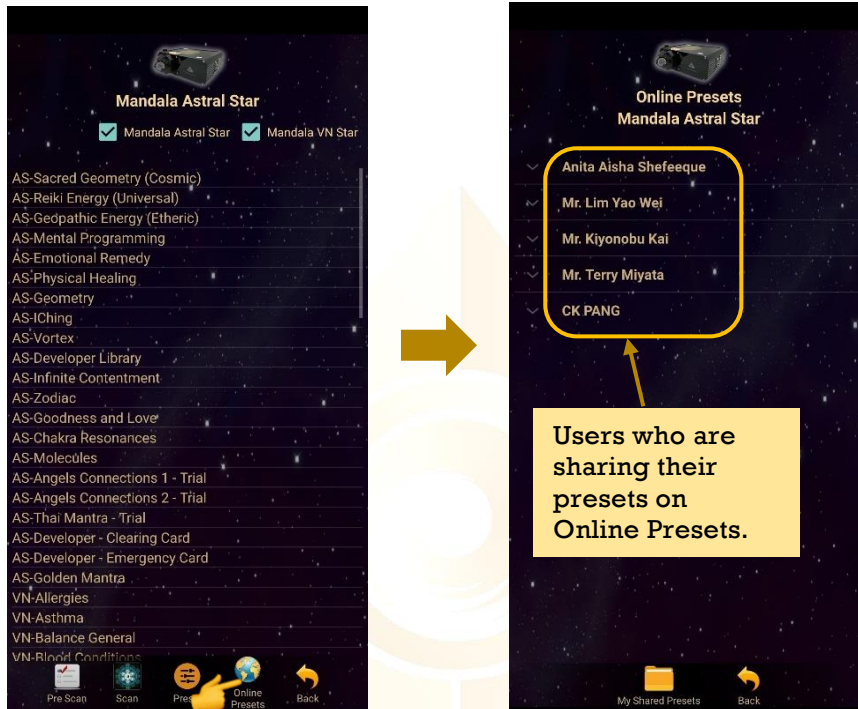 Mandala Astral Star
Mandala Astral Star
Mandala VN Star
AS-Sacred Geometry (Cosmic)
AS-Reiki Energy (Universal)
AS-Gedpathic Energy (Etheric)
AS-Mental Programming
AS-Emotional Remedy
AS-Physical Healing
AS-Geometry
AS-IChing
AS-Vortex
AS-Developer Library
AS-Infinite Contentment
AS-Zodiac
AS-Goodness and Love
AS-Chakra Resonances
AS-Molecules
AS-Angels Connections 1 - Trial
AS-Angels Connections 2 - Trial
AS-Thai Mantra - Trial
AS-Developer - Clearing Card
AS-Developer - Emergency Card
AS-Golden Mantra
VN-Allergies
VN-Asthma
VN-Balance General
VN-Blood Conditions
Pre Scan
Scan
Pres
Online
Presets
Back
Online Presets
Mandala Astral Star
Anita Aisha Shefeeque
Mr. Lim Yao Wei
Mr. Kiyonobu Kai
Mr. Terry Miyata
CK PANG
Users who are
sharing their
presets on
Online Presets.
My Shared Presets
Back